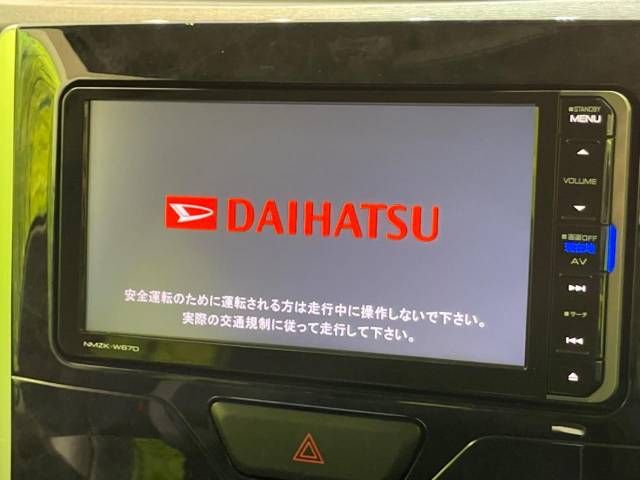 DAIHATSU
安全運転のために運転される方は走行中に操作しないで下さい。
実際の交通規制に従って走行して下さい。
NMZK-W67D
STANDBY
MENU
VOLUME
画面OFF
現在地
AV
サーチ